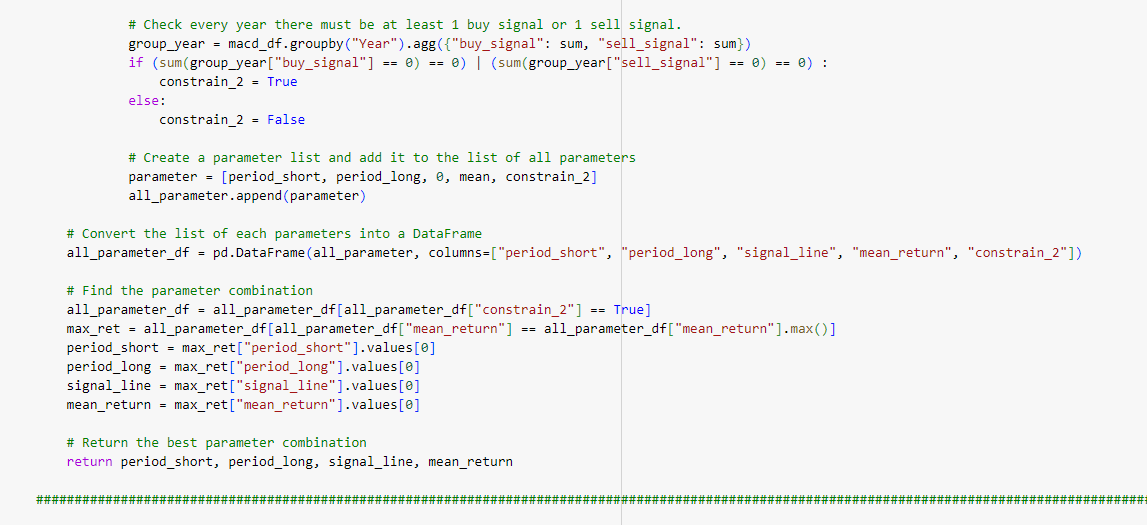 # Check every year there must be at least 1 buy signal or 1 sell signal.
group_year = macd_df.groupby("Year").agg({"buy_signal": sum, "sell_signal": sum})
if (sum(group_year["buy_signal"] == 0) == 0) | (sum(group_year["sell_signal"] == 0) == 0) :
constrain_2 = True
else:
constrain_2 = False
# Create a parameter list and add it to the list of all parameters
parameter = [period_short, period_long, 0, mean, constrain_2]
all_parameter.append(parameter)
# Convert the list of each parameters into a DataFrame
all_parameter_df = pd.DataFrame(all_parameter, columns=["period_short", "period_long", "signal_line", "mean_return", "constrain_2"])
# Find the parameter combination
all_parameter_df = all_parameter_df[all_parameter_df["constrain_2"] == True]
max_ret = all_parameter_df[all_parameter_df["mean_return"] == all_parameter_df["mean_return"].max()]
period_short = max_ret["period_short"].values[0]
period_long = max_ret["period_long"].values[0]
signal_line = max_ret["signal_line"].values[0]
mean_return = max_ret["mean_return"].values[0]
# Return the best parameter combination
return period_short, period_long, signal_line, mean_return
################################################################################################################################################